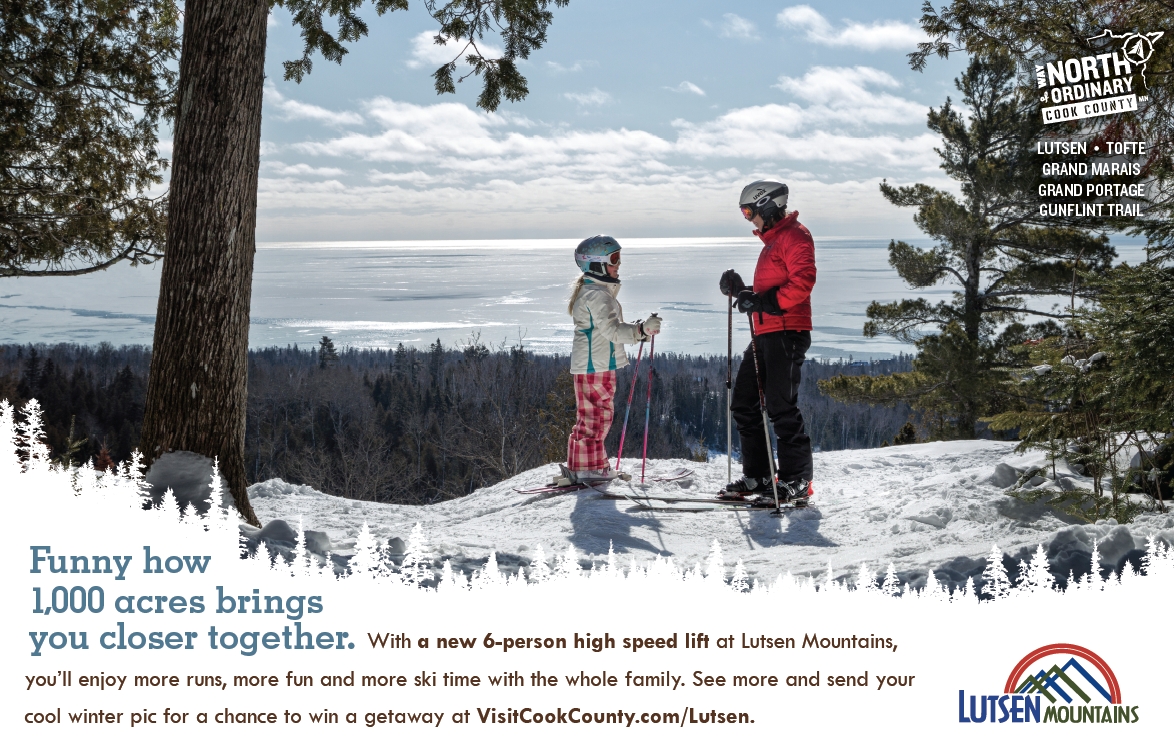 WAY
NORTH
of ORDINARY
COOK COUNTY MN
LUTSEN • TOFTE
GRAND MARAIS
GRAND PORTAGE
GUNFLINT TRAIL
Funny how
1,000 acres brings
you closer together. With a new 6-person high speed lift at Lutsen Mountains,
you'll enjoy more runs, more fun and more ski time with the whole family. See more and send your
cool winter pic for a chance to win a getaway at VisitCookCounty.com/Lutsen.
LUTSEN MOUNTAINS